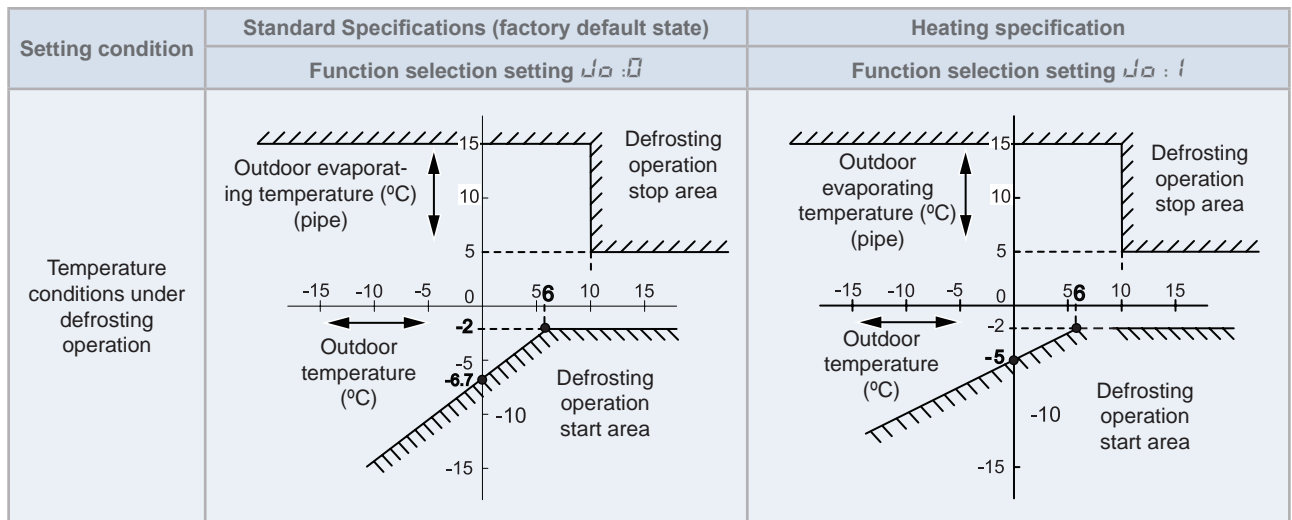 Setting condition
Standard Specifications (factory default state)
Heating specification
Function selection setting Jo :0
Function selection setting Jo : 1
Temperature
conditions under
defrosting
operation
15
Outdoor evaporat-
ing temperature (ºC)
(pipe)
Defrosting
operation
stop area
10
5
-15 -10 -5 0 5 6 10 15
-2
Outdoor
temperature
(ºC)
-5
-6.7
Defrosting
operation
start area
-10
-15
15
Outdoor
evaporating
temperature (ºC)
(pipe)
Defrosting
operation
stop area
10
5
-15 -10 -5 0 5 6 10 15
-2
Outdoor
temperature
(ºC)
-5
Defrosting
operation
start area
-10
-15